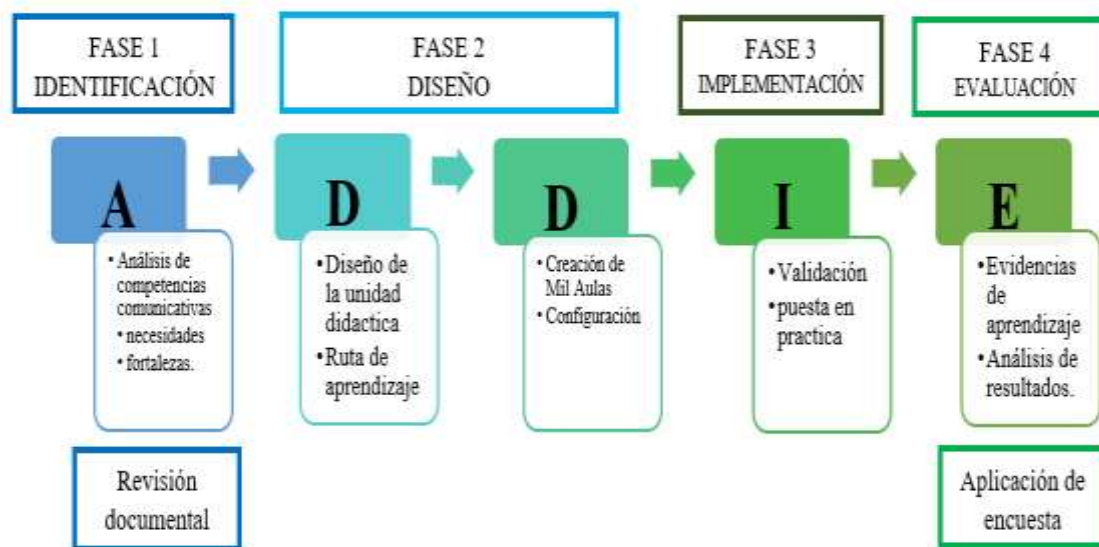 FASE 1
IDENTIFICACIÓN
FASE 2
DISEÑO
FASE 3
IMPLEMENTACIÓN
FASE 4
EVALUACIÓN
A
• Análisis de
competencias
comunicativas
• necesidades
• fortalezas.
D
• Diseño de
la unidad
didactica
• Ruta de
aprendizaje
D
• Creación de
Mil Aulas
• Configuración
I
• Validación
• puesta en
practica
E
• Evidencias
de
aprendizaje
• Análisis de
resultados.
Revisión
documental
Aplicación de
encuesta